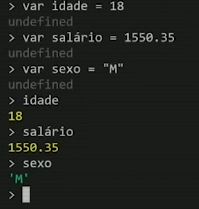 > var idade = 18
undefined
> var salário = 1550.35
undefined
> var sexo = "M"
undefined
> idade
18
> salário
1550.35
> sexo
'M'
>